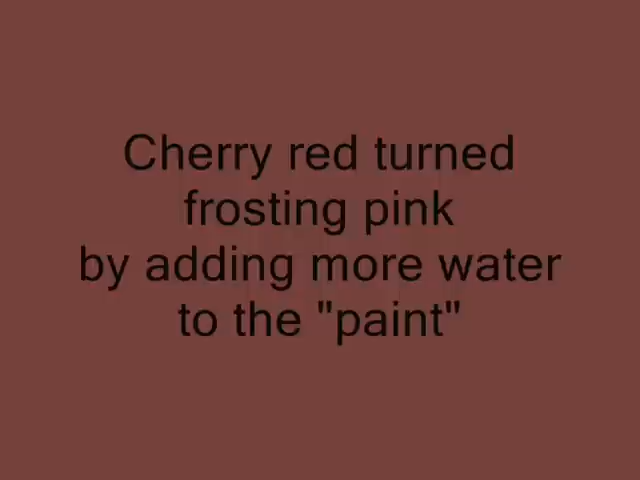 Cherry red turned
frosting pink
by adding more water
to the "paint"